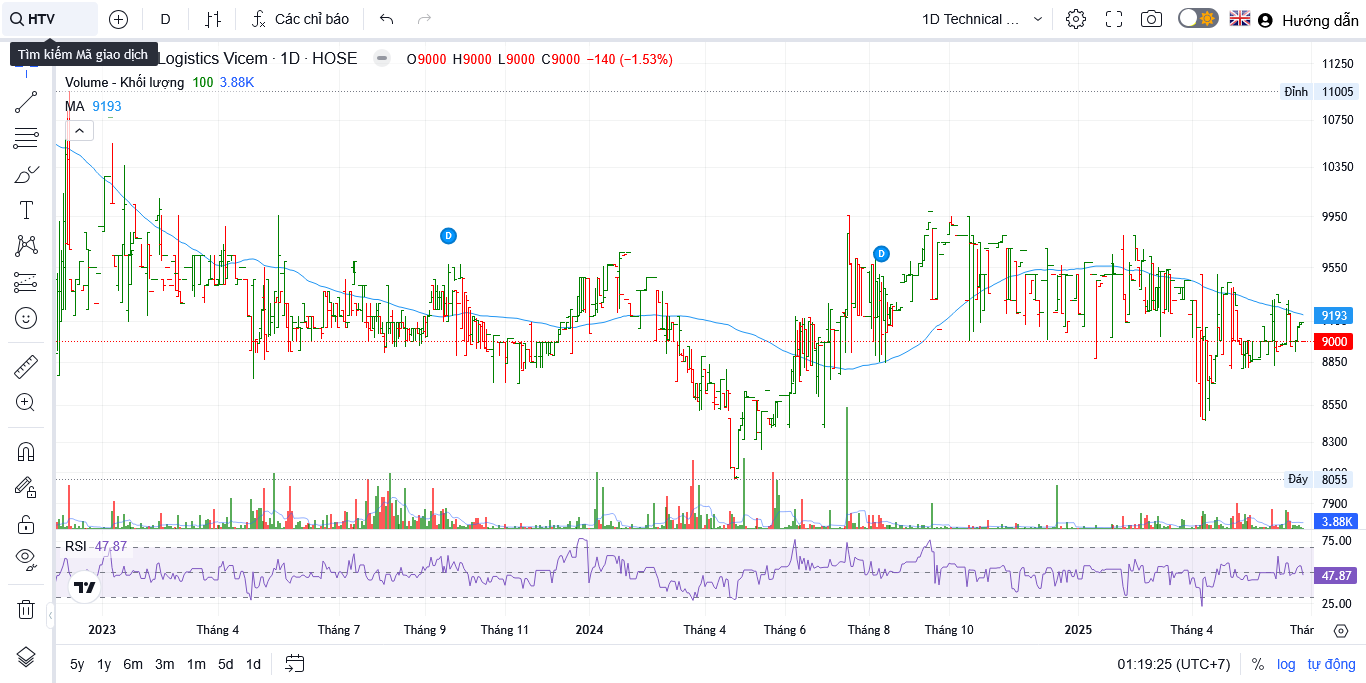 HTV D Các chỉ báo 1D Technical ... Hướng dẫn
Tìm kiếm Mã giao dịch
Logistics Vicem · 1D · HOSE O9000 H9000 L9000 C9000 −140 (−1.53%)
Volume - Khối lượng 100 3.88K
MA 9193
11250
Đỉnh 11005
10750
10350
9950
D
D
9550
9193
9000
8850
8550
8300
Đáy 8055
7900
3.88K
RSI 47.87
75.00
47.87
25.00
2023 Tháng 4 Tháng 7 Tháng 9 Tháng 11 2024 Tháng 4 Tháng 6 Tháng 8 Tháng 10 2025 Tháng 4 Thár
5y 1y 6m 3m 1m 5d 1d 01:19:25 (UTC+7) % log tự động